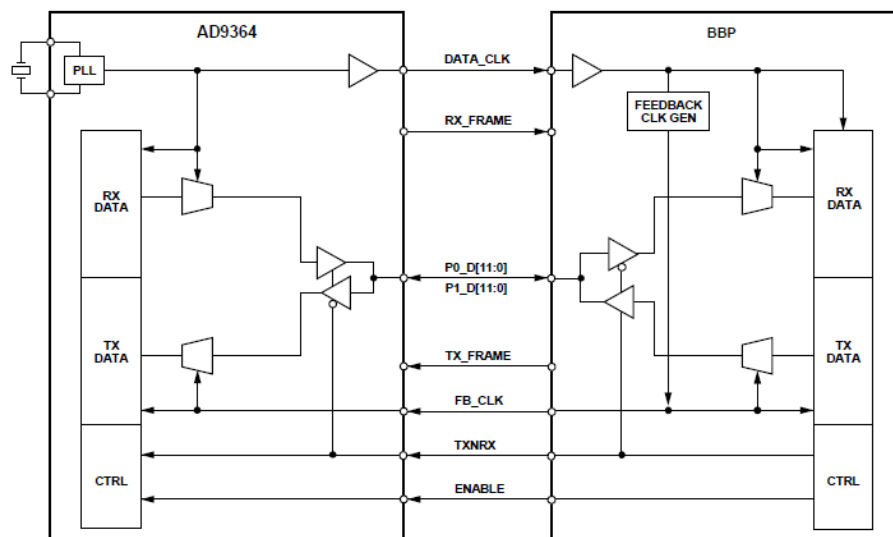 AD9364
BBP
PLL
DATA_CLK
FEEDBACK
CLK GEN
RX_FRAME
RX
DATA
RX
DATA
P0_D[11:0]
P1_D[11:0]
TX
DATA
TX_FRAME
TX
DATA
FB_CLK
TXNRX
CTRL
ENABLE
CTRL